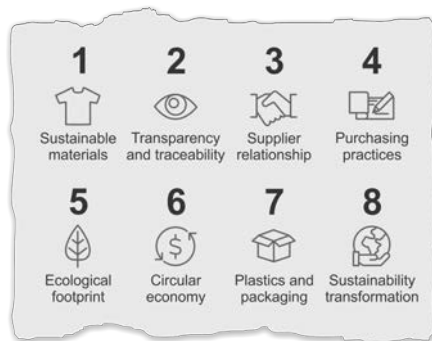 1 2 3 4
Sustainable Transparency Supplier Purchasing
materials and traceability relationship practices
5 6 7 8
Ecological Circular Plastics and Sustainability
footprint economy packaging transformation